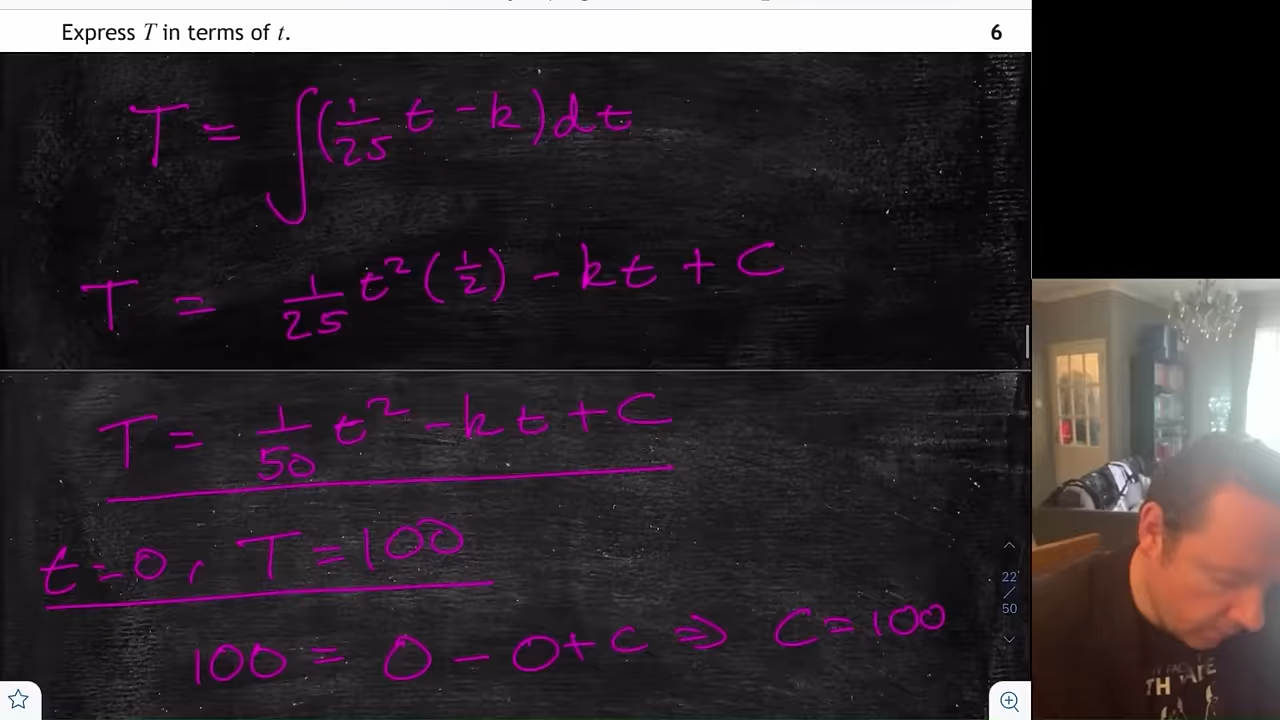 Express T in terms of t. 6
T = ∫(1/25 t - k)dt
T = 1/25 t² (1/2) - kt + C
T = 1/50 t² - kt + C
t=0, T=100
100 = 0 - 0 + C ⇒ C = 100
22
/
50